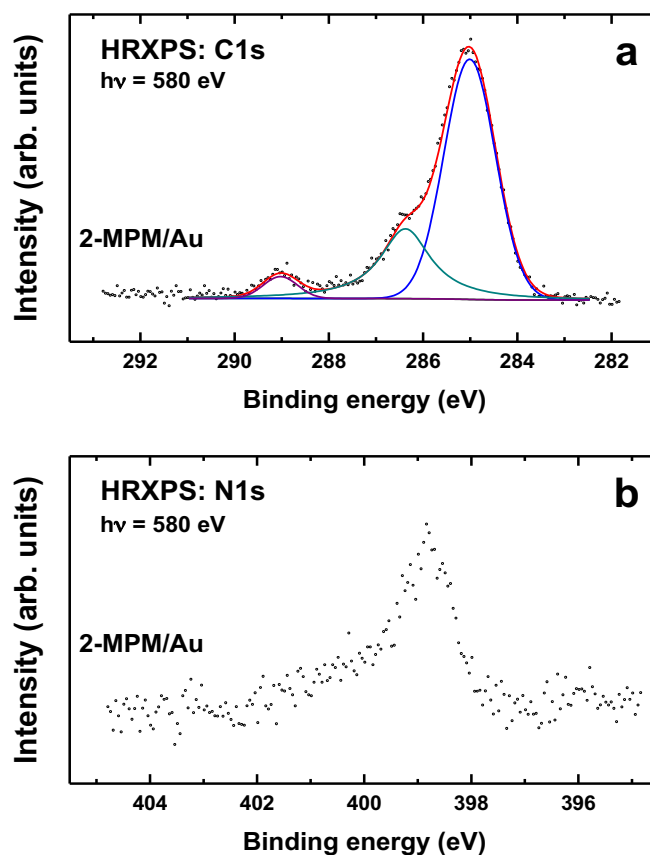 HRXPS: C1s
a
hν = 580 eV
2-MPM/Au
Intensity (arb. units)
292 290 288 286 284 282
Binding energy (eV)
HRXPS: N1s
b
hν = 580 eV
2-MPM/Au
Intensity (arb. units)
404 402 400 398 396
Binding energy (eV)